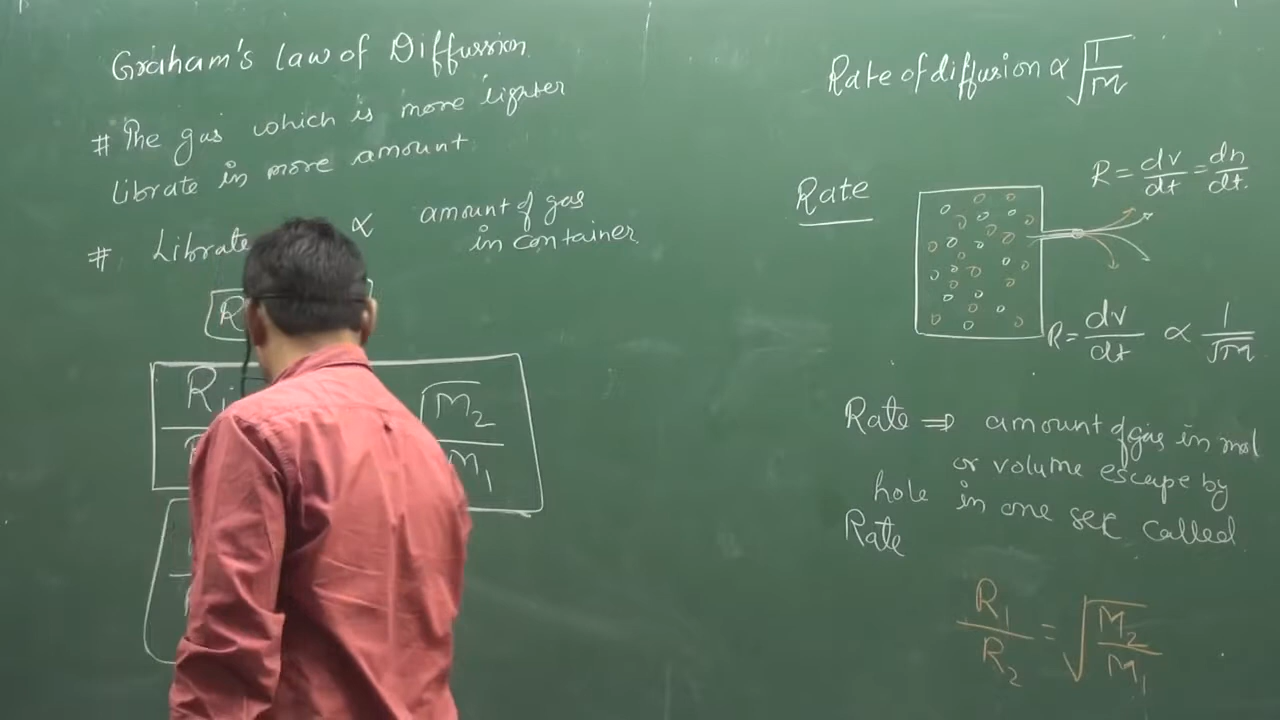 Graham's law of Diffussion
# The gas which is more lighter
librate in more amount
# Librate ∝ amount of gas
in container
R
R₁ √M₂
M₁
Rate of diffusion ∝ √1/m
Rate
R = dv/dt = dn/dt.
R = dv/dt ∝ 1/√m
Rate ⇒ amount of gas in mol
or volume escape by
hole in one sec called
Rate
R₁/R₂ = √M₂/M₁